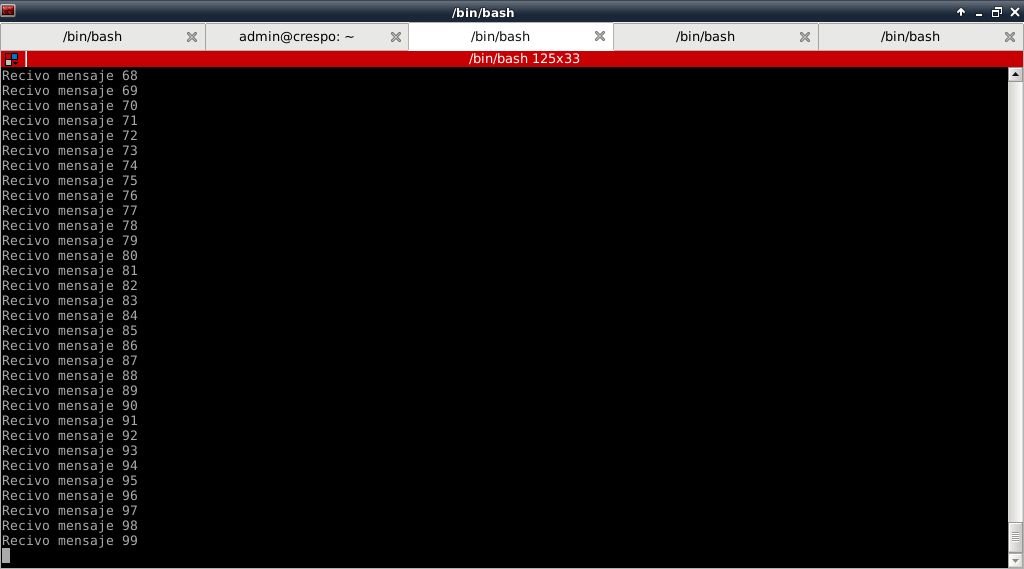 /bin/bash
/bin/bash admin@crespo: ~ /bin/bash /bin/bash /bin/bash
/bin/bash 125x33
Recivo mensaje 68
Recivo mensaje 69
Recivo mensaje 70
Recivo mensaje 71
Recivo mensaje 72
Recivo mensaje 73
Recivo mensaje 74
Recivo mensaje 75
Recivo mensaje 76
Recivo mensaje 77
Recivo mensaje 78
Recivo mensaje 79
Recivo mensaje 80
Recivo mensaje 81
Recivo mensaje 82
Recivo mensaje 83
Recivo mensaje 84
Recivo mensaje 85
Recivo mensaje 86
Recivo mensaje 87
Recivo mensaje 88
Recivo mensaje 89
Recivo mensaje 90
Recivo mensaje 91
Recivo mensaje 92
Recivo mensaje 93
Recivo mensaje 94
Recivo mensaje 95
Recivo mensaje 96
Recivo mensaje 97
Recivo mensaje 98
Recivo mensaje 99